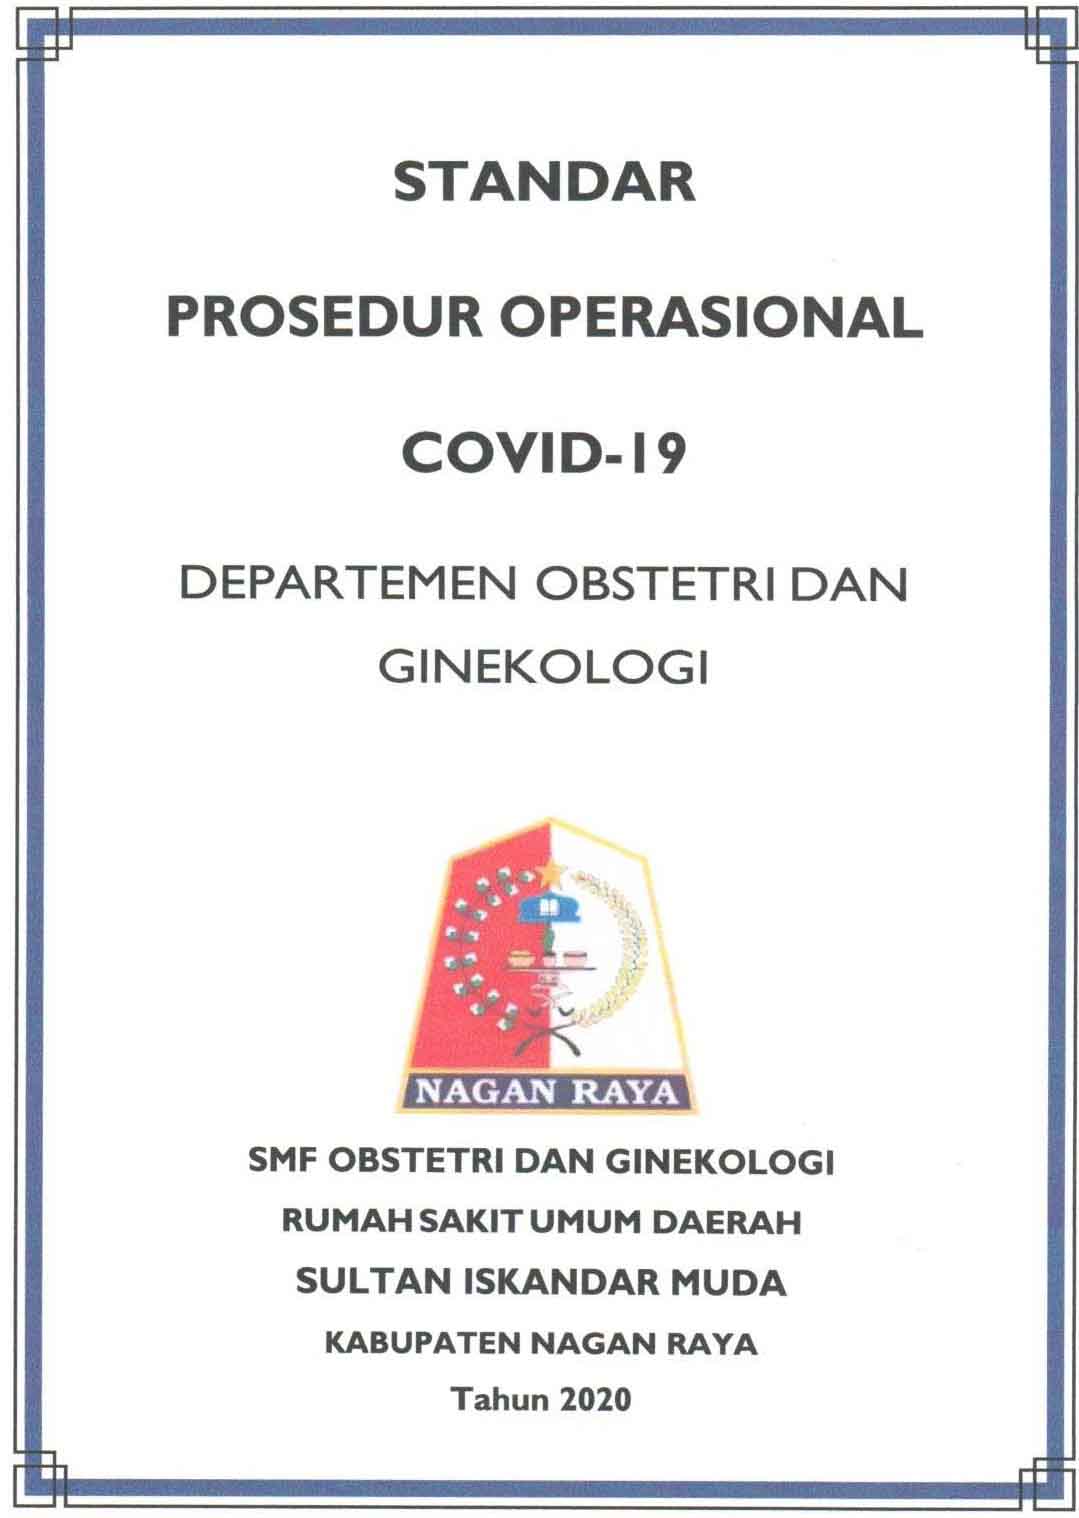 STANDAR
PROSEDUR OPERASIONAL
COVID-19
DEPARTEMEN OBSTETRI DAN
GINEKOLOGI
NAGAN RAYA
SMF OBSTETRI DAN GINEKOLOGI
RUMAH SAKIT UMUM DAERAH
SULTAN ISKANDAR MUDA
KABUPATEN NAGAN RAYA
Tahun 2020